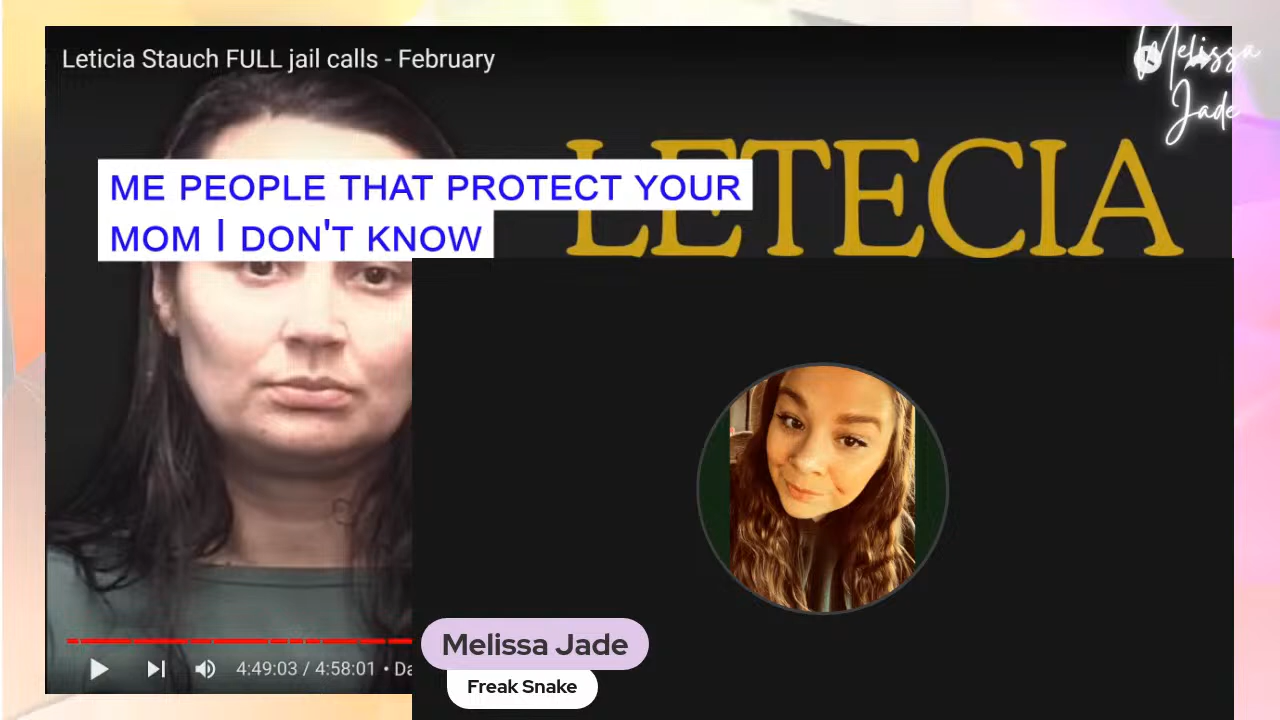 Leticia Stauch FULL jail calls - February
Melissa
Jade
LETECIA
ME PEOPLE THAT PROTECT YOUR
MOM I DON'T KNOW
4:49:03 / 4:58:01 • Da
Melissa Jade
Freak Snake